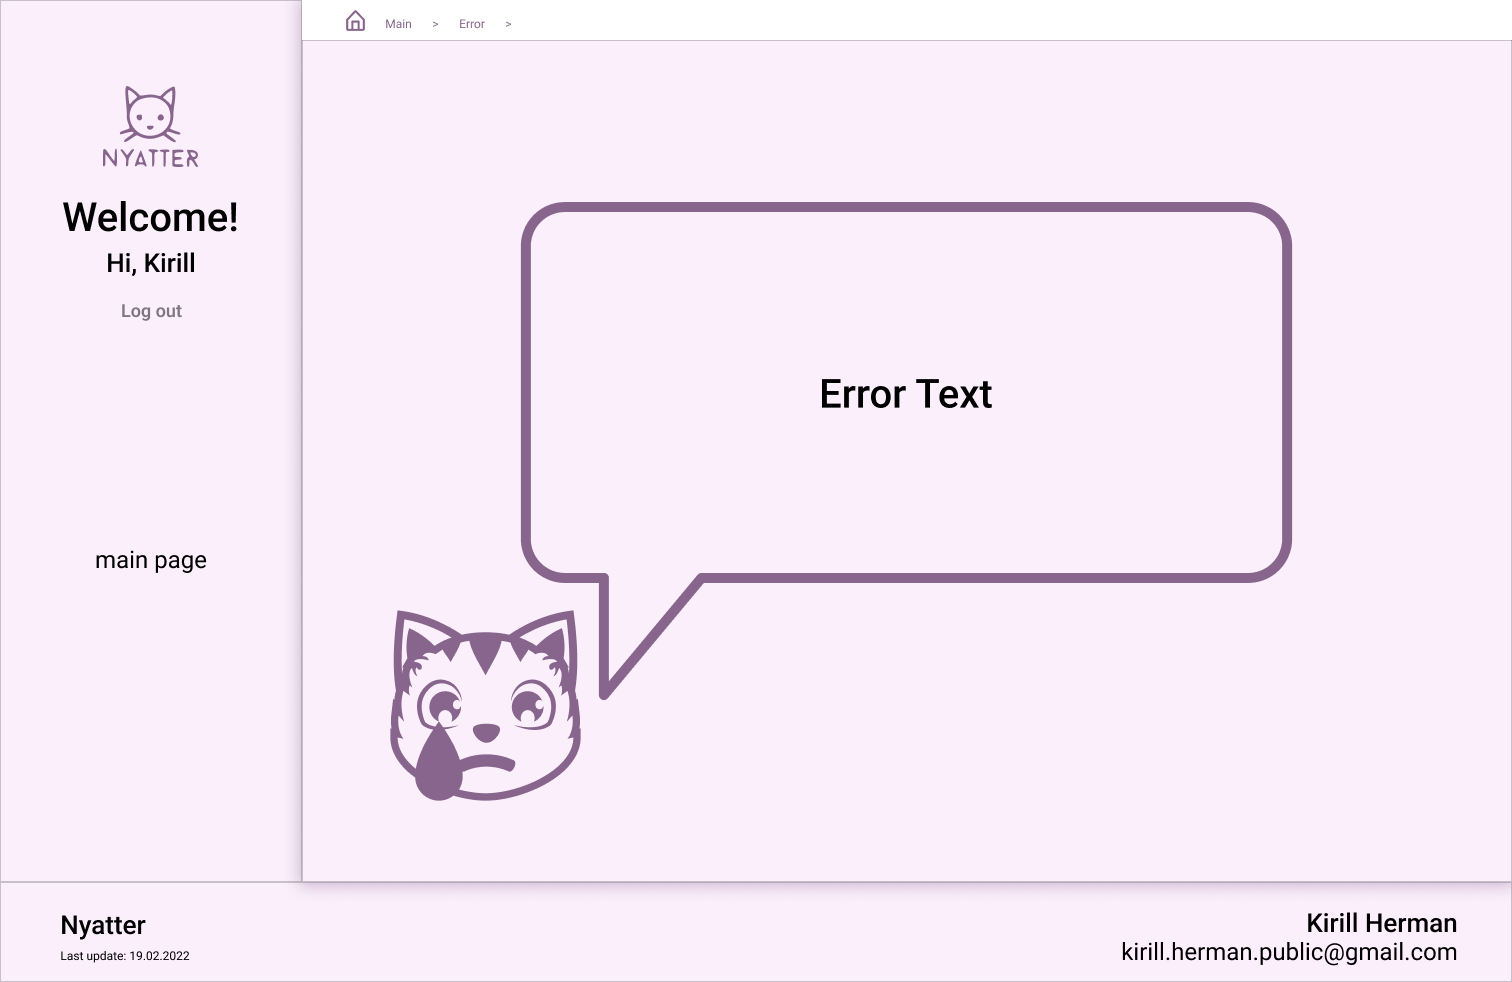 Main > Error >
NYATTER
Welcome!
Hi, Kirill
Log out
main page
Error Text
Nyatter
Last update: 19.02.2022
Kirill Herman
kirill.herman.public@gmail.com